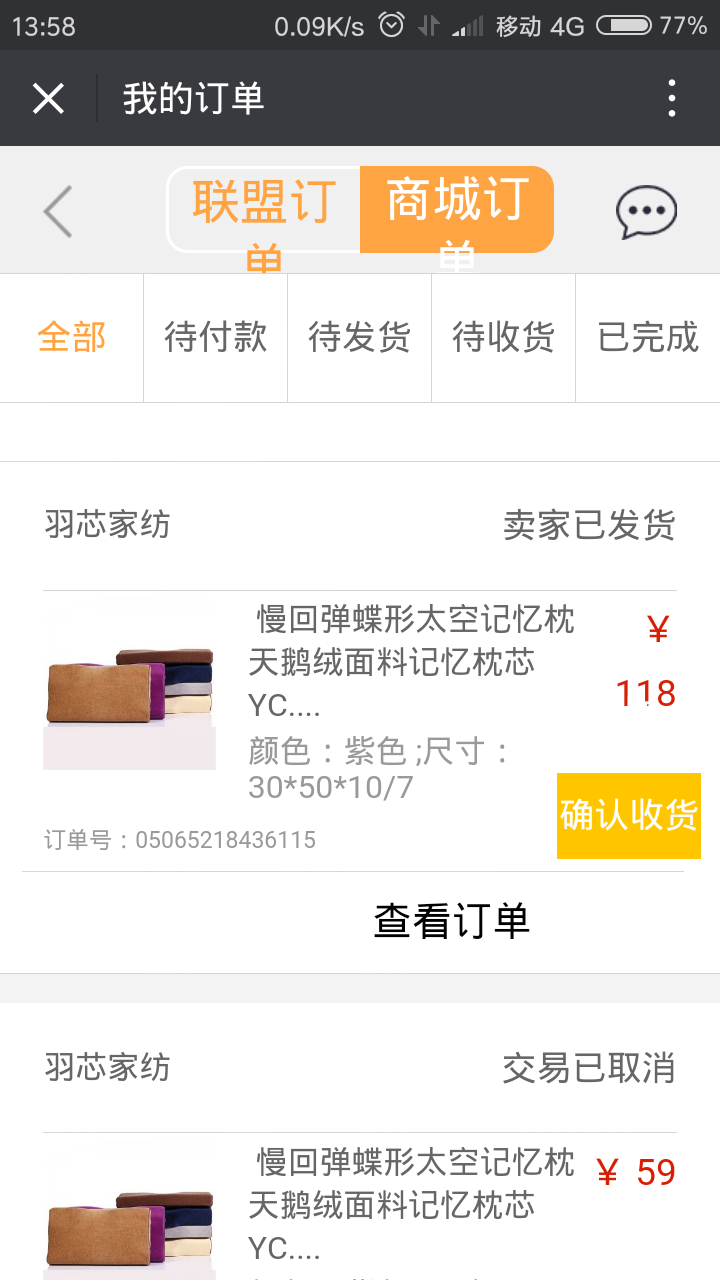 13:58 0.09K/s 移动 4G 77%
我的订单
联盟订 商城订
单 单
全部 待付款 待发货 待收货 已完成
羽芯家纺 卖家已发货
慢回弹蝶形太空记忆枕 ¥
天鹅绒面料记忆枕芯
118
YC....
颜色：紫色 ;尺寸：
30*50*10/7
确认收货
订单号：05065218436115
查看订单
羽芯家纺 交易已取消
慢回弹蝶形太空记忆枕 ¥ 59
天鹅绒面料记忆枕芯
YC....